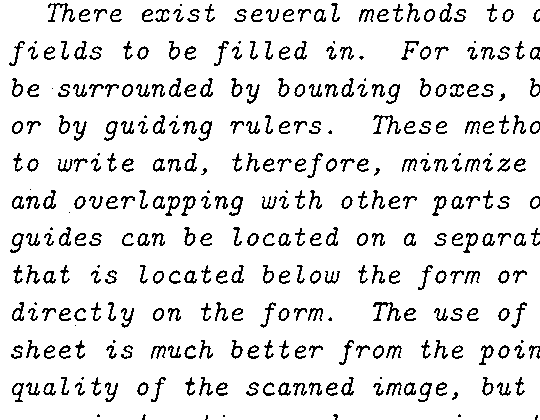 There exist several methods to
fields to be filled in. For insta
be surrounded by bounding boxes, b
or by guiding rulers. These metho
to write and, therefore, minimize
and overlapping with other parts o
guides can be located on a separat
that is located below the form or
directly on the form. The use of
sheet is much better from the poin
quality of the scanned image, but